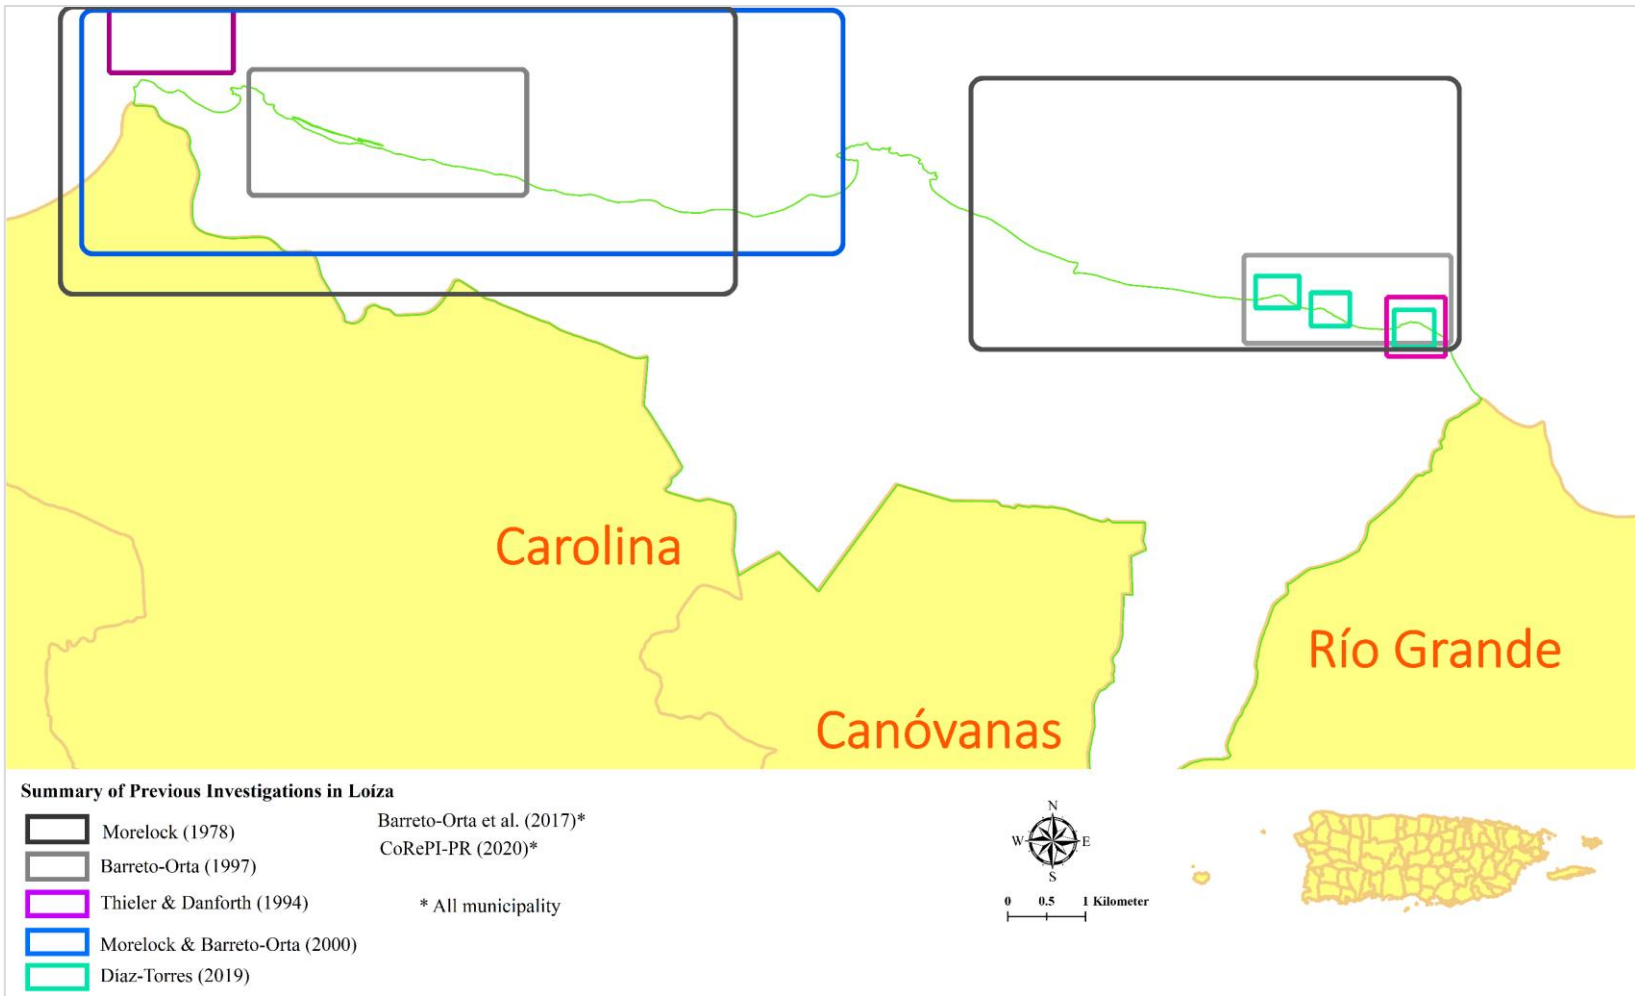 Carolina
Río Grande
Canóvanas
Summary of Previous Investigations in Loíza
Morelock (1978)
Barreto-Orta (1997)
Thieler & Danforth (1994)
Morelock & Barreto-Orta (2000)
Díaz-Torres (2019)
Barreto-Orta et al. (2017)*
CoRePI-PR (2020)*
* All municipality
N
W E
S
0 0.5 1 Kilometer